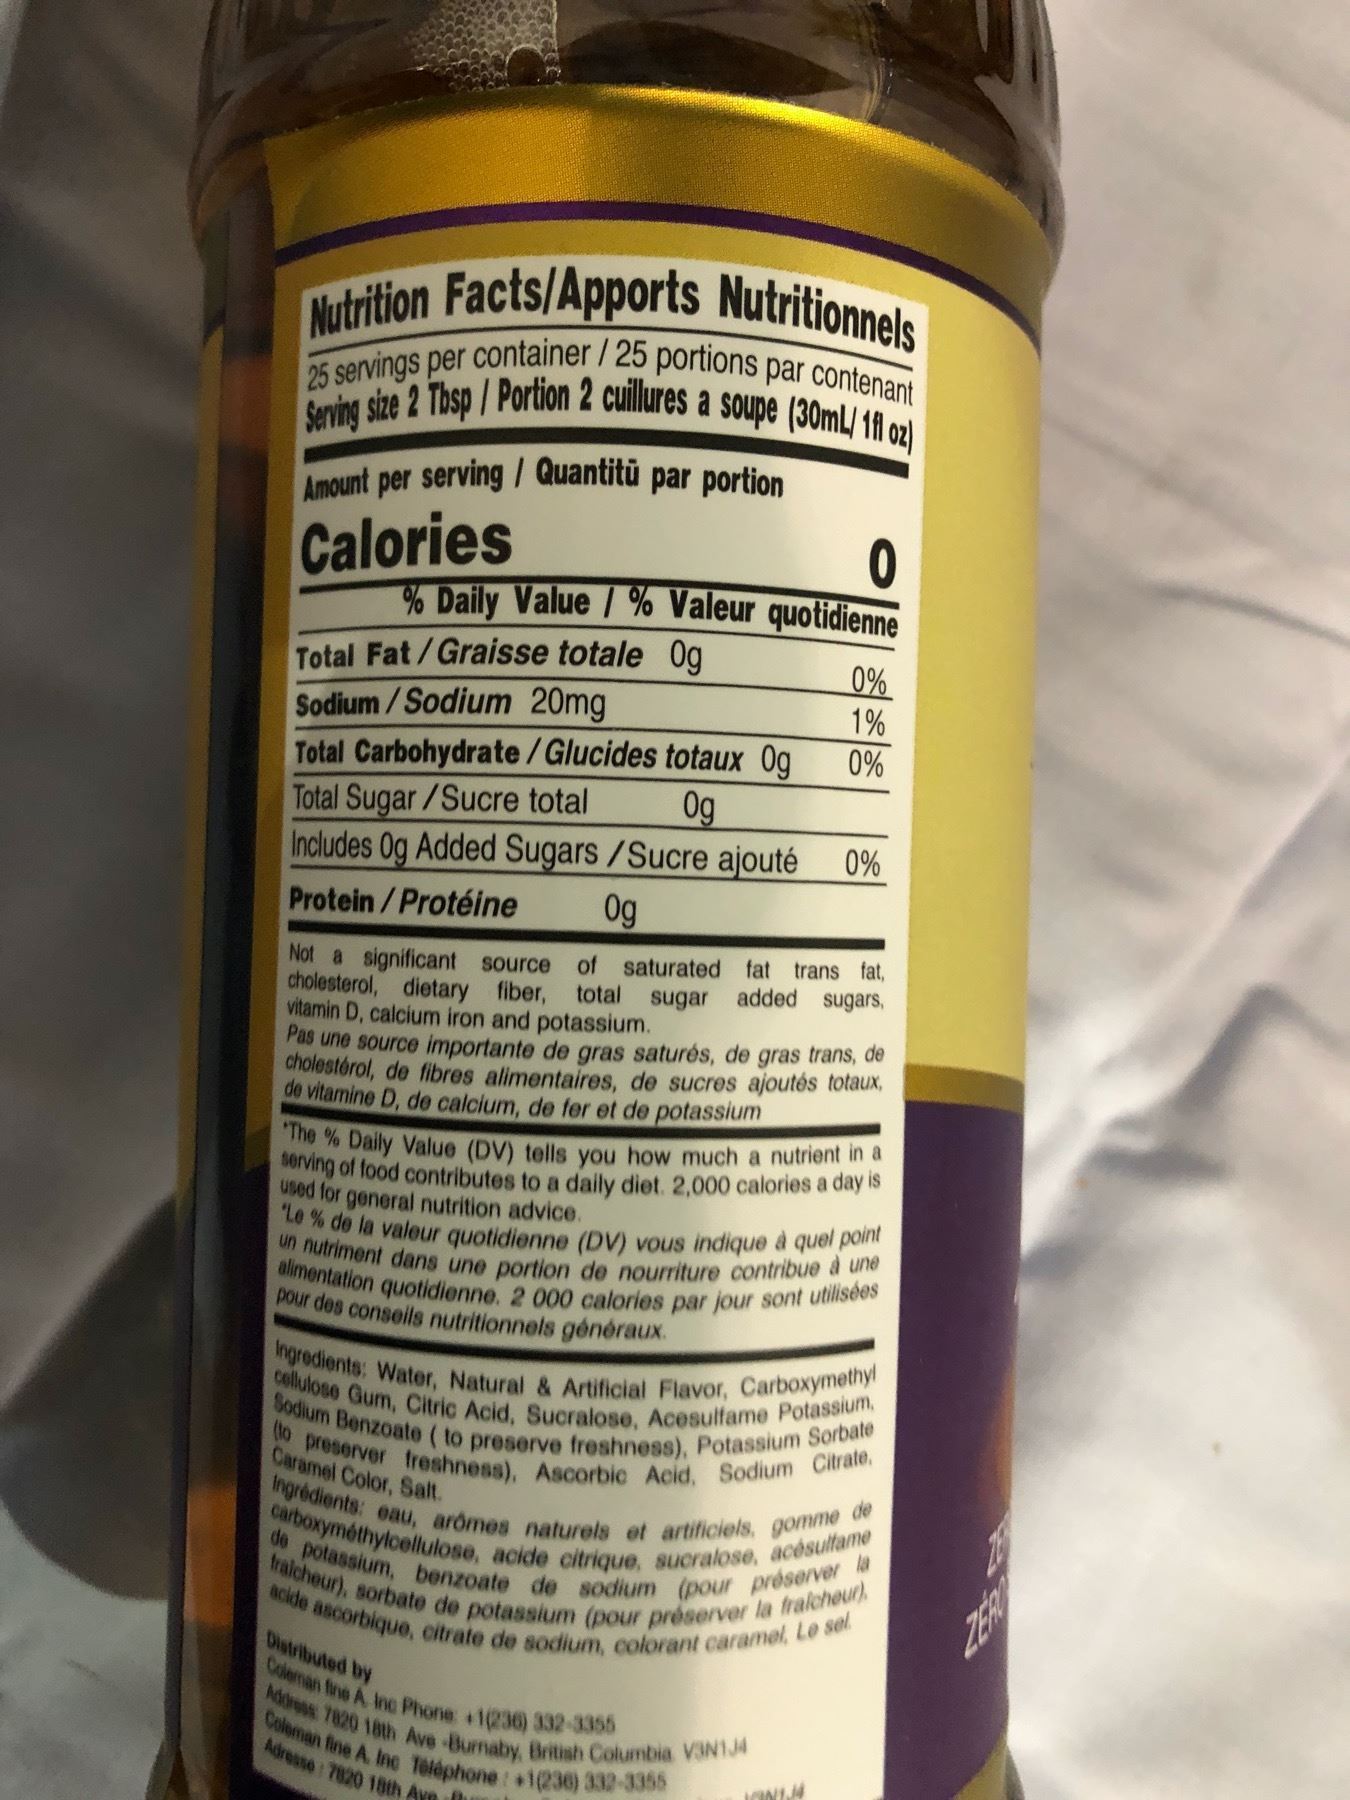 Nutrition Facts/Apports Nutritionnels
25 servings per container / 25 portions par contenant
Serving size 2 Tbsp / Portion 2 cuillures a soupe (30mL/ 1fl oz)
Amount per serving / Quantitū par portion
Calories 0
% Daily Value / % Valeur quotidienne
Total Fat / Graisse totale 0g 0%
Sodium / Sodium 20mg 1%
Total Carbohydrate / Glucides totaux 0g 0%
Total Sugar / Sucre total 0g
Includes 0g Added Sugars / Sucre ajouté 0%
Protein / Protéine 0g
Not a significant source of saturated fat trans fat,
cholesterol, dietary fiber, total sugar added sugars,
vitamin D, calcium iron and potassium.
Pas une source importante de gras saturés, de gras trans, de
cholestérol, de fibres alimentaires, de sucres ajoutés totaux,
de vitamine D, de calcium, de fer et de potassium
*The % Daily Value (DV) tells you how much a nutrient in a
serving of food contributes to a daily diet. 2,000 calories a day is
used for general nutrition advice.
*Le % de la valeur quotidienne (DV) vous indique à quel point
un nutriment dans une portion de nourriture contribue à une
alimentation quotidienne. 2 000 calories par jour sont utilisées
pour des conseils nutritionnels généraux.
Ingredients: Water, Natural & Artificial Flavor, Carboxymethyl
cellulose Gum, Citric Acid, Sucralose, Acesulfame Potassium,
Sodium Benzoate ( to preserve freshness), Potassium Sorbate
(to preserver freshness), Ascorbic Acid, Sodium Citrate,
Caramel Color, Salt.
Ingrédients: eau, arômes naturels et artificiels, gomme de
carboxyméthylcellulose, acide citrique, sucralose, acésulfame
de potassium, benzoate de sodium (pour préserver la
fraîcheur), sorbate de potassium (pour préserver la fraîcheur),
acide ascorbique, citrate de sodium, colorant caramel, Le sel.
Distributed by
Coleman fine A. Inc Phone: +1(236) 332-3355
Address: 7820 18th Ave -Burnaby, British Columbia V3N1J4
Coleman fine A. Inc Téléphone : +1(236) 332-3355
Adresse : 7820 18th Ave V3N1J4
ZÉRO